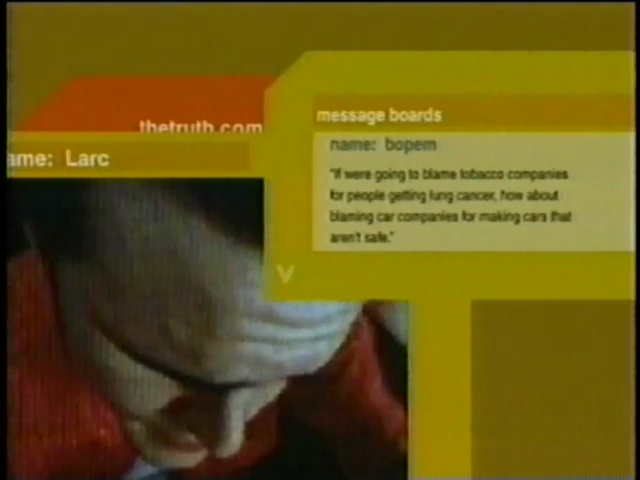 thetruth.com
ame: Larc
message boards
name: bopem
"If were going to blame tobacco companies
for people getting lung cancer, how about
blaming car companies for making cars that
aren't safe."